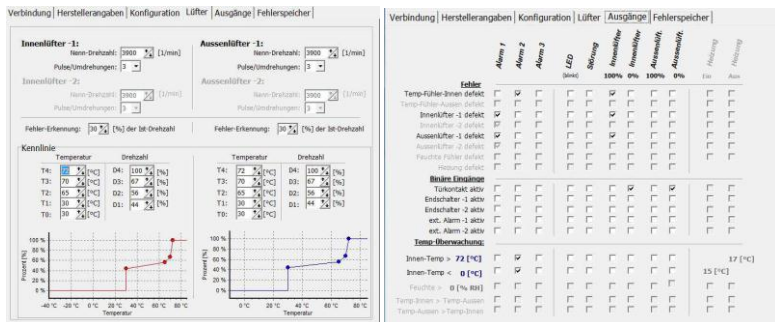 Verbindung Herstellerangaben Konfiguration Lüfter Ausgänge Fehlerspeicher
Innenlüfter -1: Aussenlüfter -1:
Nenn-Drehzahl: 3900 [1/min] Nenn-Drehzahl: 3900 [1/min]
Pulse/Umdrehungen: 3 Pulse/Umdrehungen: 3
Innenlüfter -2: Aussenlüfter -2:
Nenn-Drehzahl: 3900 [1/min] Nenn-Drehzahl: 3900 [1/min]
Pulse/Umdrehungen: 3 Pulse/Umdrehungen: 3
Fehler-Erkennung: 30 [%] der Ist-Drehzahl Fehler-Erkennung: 30 [%] der Ist-Drehzahl
Kennlinie
Temperatur Drehzahl Temperatur Drehzahl
T4: 72 [°C] D4: 100 [%] T4: 72 [°C] D4: 100 [%]
T3: 70 [°C] D3: 67 [%] T3: 70 [°C] D3: 67 [%]
T2: 65 [°C] D2: 56 [%] T2: 65 [°C] D2: 56 [%]
T1: 30 [°C] D1: 44 [%] T1: 30 [°C] D1: 44 [%]
T0: 30 [°C] T0: 30 [°C]
100 % 100 %
80 % 80 %
60 % 60 %
40 % 40 %
20 % 20 %
0 % 0 %
Prozent [%] Prozent [%]
-40 °C -20 °C 0 °C 20 °C 40 °C 60 °C 80 °C 0 °C 20 °C 40 °C 60 °C 80 °C
Temperatur Temperatur
Verbindung Herstellerangaben Konfiguration Lüfter Ausgänge Fehlerspeicher
Alarm 1 Alarm 2 Alarm 3 LED Störung Innenlüfter Innenlüfter Aussenlüft. Aussenlüft. Heizung Heizung
(blinkt) 100% 0% 100% 0% Ein Aus
Fehler
Temp-Fühler-Innen defekt
Temp-Fühler-Aussen defekt
Innenlüfter -1 defekt
Innenlüfter -2 defekt
Aussenlüfter -1 defekt
Aussenlüfter -2 defekt
Feuchte Fühler defekt
Heizung defekt
Binäre Eingänge
Türkontakt aktiv
Endschalter -1 aktiv
Endschalter -2 aktiv
ext. Alarm -1 aktiv
ext. Alarm -2 aktiv
Temp-Überwachung:
Innen-Temp > 72 [°C] 17 [°C]
Innen-Temp < 0 [°C] 15 [°C]
Feuchte > 0 [% RH]
Temp-Innen > Temp-Aussen
Temp-Aussen > Temp-Innen